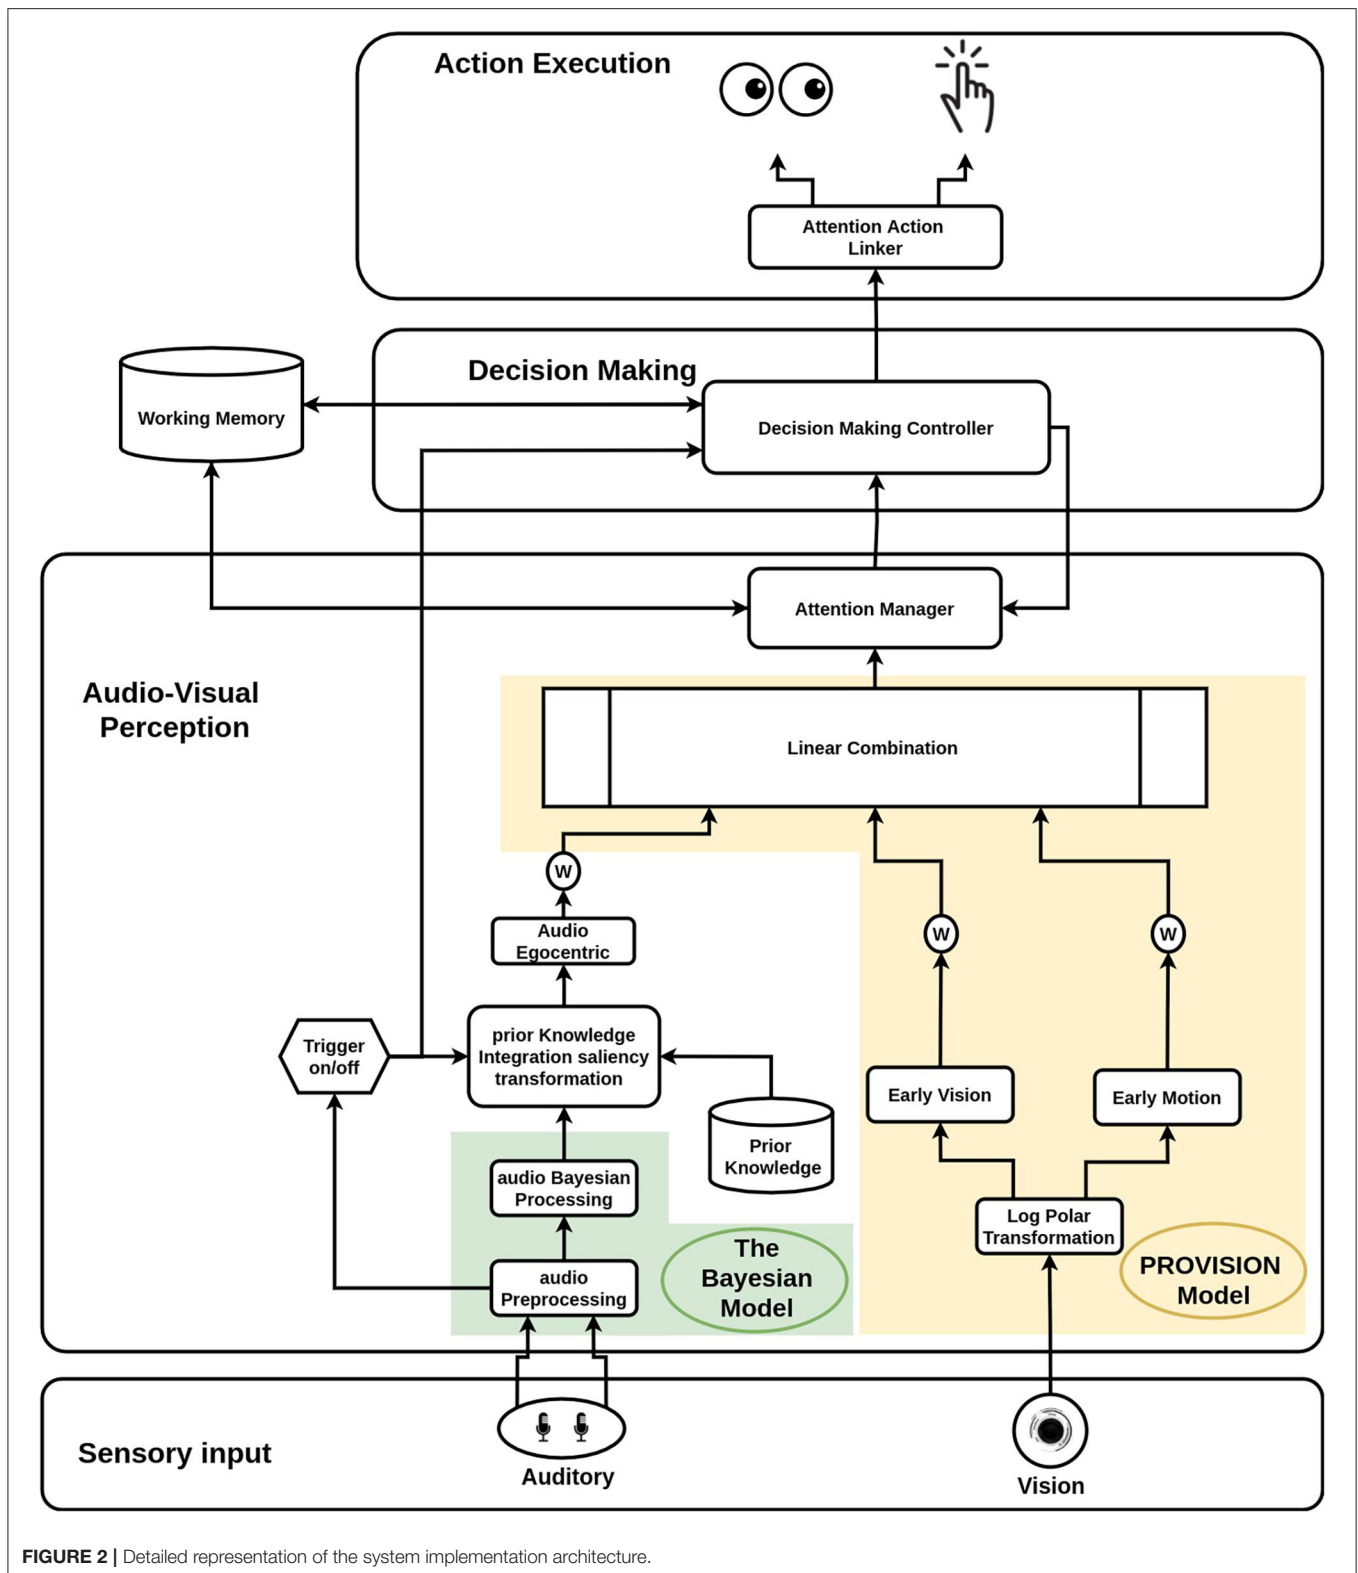 Action Execution
Attention Action
Linker
Decision Making
Working Memory
Decision Making Controller
Attention Manager
Audio-Visual
Perception
Linear Combination
W
Audio
Egocentric
W
W
Trigger
on/off
prior Knowledge
Integration saliency
transformation
Early Vision
Early Motion
Prior
Knowledge
audio Bayesian
Processing
Log Polar
Transformation
The
Bayesian
Model
PROVISION
Model
audio
Preprocessing
Sensory input
Auditory
Vision
FIGURE 2 | Detailed representation of the system implementation architecture.